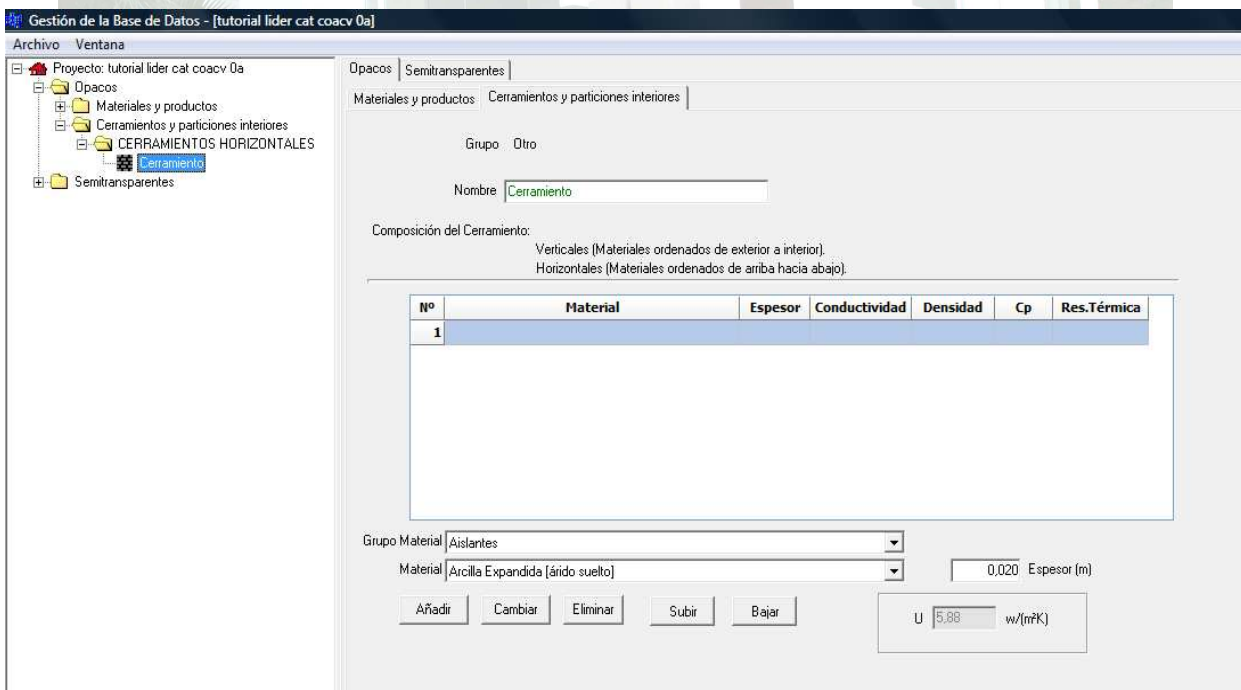 Gestión de la Base de Datos - [tutorial lider cat coacv 0a]
Archivo Ventana
Proyecto: tutorial lider cat coacv 0a
Opacos
Materiales y productos
Cerramientos y particiones interiores
CERRAMIENTOS HORIZONTALES
Cerramiento
Semitransparentes
Opacos Semitransparentes
Materiales y productos Cerramientos y particiones interiores
Grupo Otro
Nombre Cerramiento
Composición del Cerramiento:
Verticales (Materiales ordenados de exterior a interior).
Horizontales (Materiales ordenados de arriba hacia abajo).
Nº Material Espesor Conductividad Densidad Cp Res.Térmica
1
Grupo Material Aislantes
Material Arcilla Expandida [árido suelto] 0,020 Espesor (m)
Añadir Cambiar Eliminar Subir Bajar
U 5,88 w/(m²K)